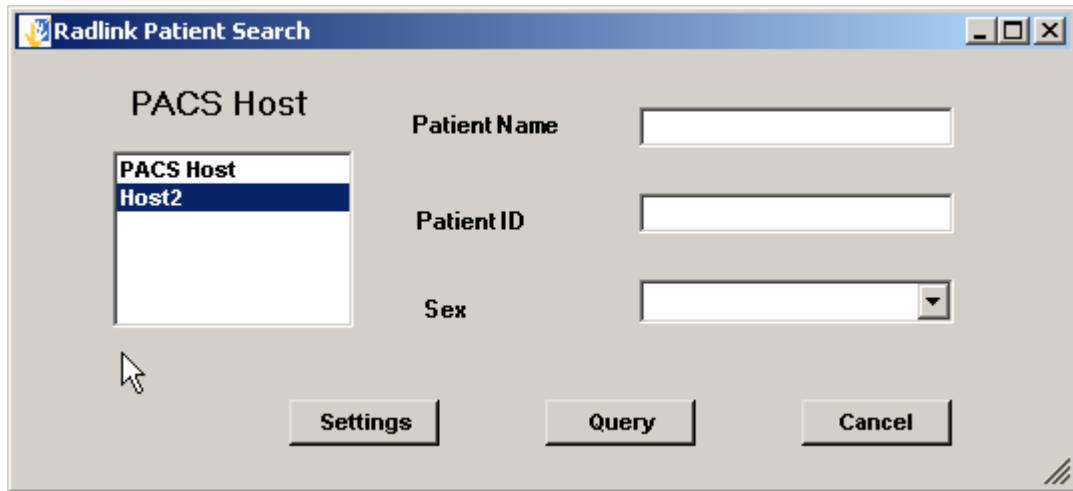 Radlink Patient Search
PACS Host
PACS Host
Host2
Patient Name
Patient ID
Sex
Settings Query Cancel